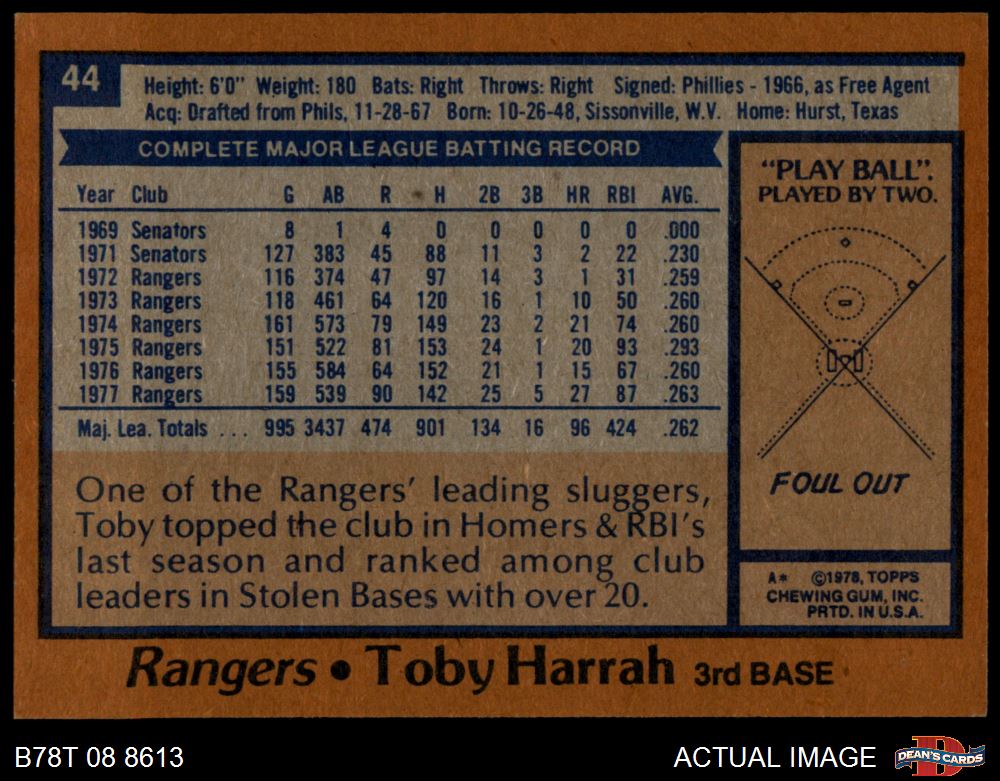 44
Height: 6'0" Weight: 180 Bats: Right Throws: Right Signed: Phillies - 1966, as Free Agent
Acq: Drafted from Phils, 11-28-67 Born: 10-26-48, Sissonville, W.V. Home: Hurst, Texas
COMPLETE MAJOR LEAGUE BATTING RECORD
Year Club G AB R H 2B 3B HR RBI AVG.
1969 Senators 8 1 4 0 0 0 0 0 .000
1971 Senators 127 383 45 88 11 3 2 22 .230
1972 Rangers 116 374 47 97 14 3 1 31 .259
1973 Rangers 118 461 64 120 16 1 10 50 .260
1974 Rangers 161 573 79 149 23 2 21 74 .260
1975 Rangers 151 522 81 153 24 1 20 93 .293
1976 Rangers 155 584 64 152 21 1 15 67 .260
1977 Rangers 159 539 90 142 25 5 27 87 .263
Maj. Lea. Totals ... 995 3437 474 901 134 16 96 424 .262
One of the Rangers' leading sluggers,
Toby topped the club in Homers & RBI's
last season and ranked among club
leaders in Stolen Bases with over 20.
"PLAY BALL".
PLAYED BY TWO.
FOUL OUT
A* ©1978, TOPPS
CHEWING GUM, INC.
PRTD. IN U.S.A.
Rangers • Toby Harrah 3rd BASE
B78T 08 8613
ACTUAL IMAGE
D
DEAN'S CARDS